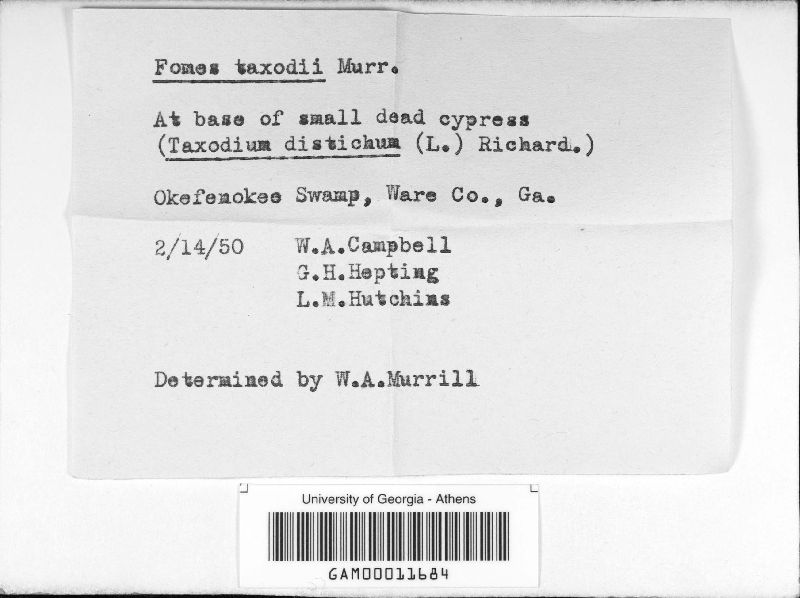 Fomes taxodii Murr.
At base of small dead cypress
(Taxodium distichum (L.) Richard.)
Okefenokee Swamp, Ware Co., Ga.
2/14/50 W.A.Campbell
G.H.Hepting
L.M.Hutchins
Determined by W.A.Murrill
University of Georgia - Athens
GAM00011684